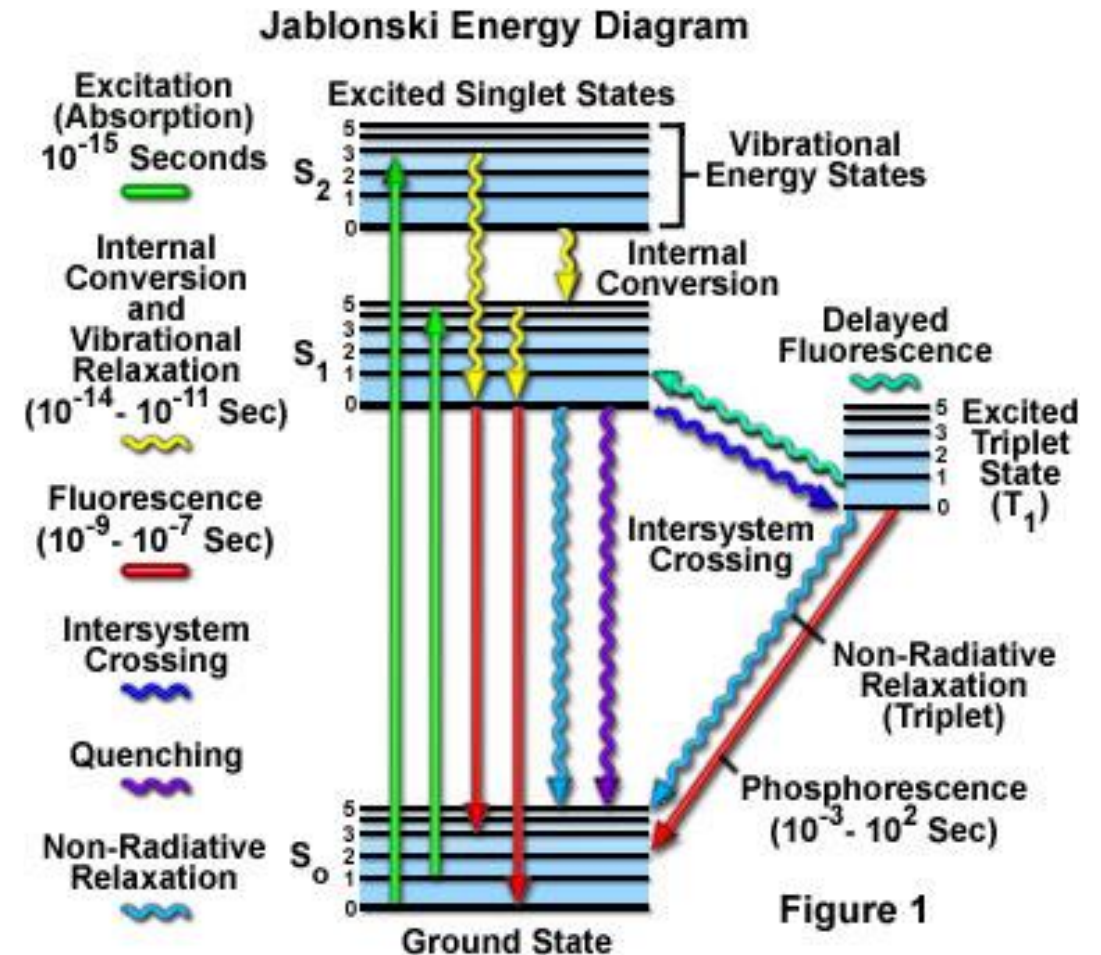 Jablonski Energy Diagram
Excitation
(Absorption)
10⁻¹⁵ Seconds
Internal
Conversion
and
Vibrational
Relaxation
(10⁻¹⁴- 10⁻¹¹ Sec)
Fluorescence
(10⁻⁹- 10⁻⁷ Sec)
Intersystem
Crossing
Quenching
Non-Radiative
Relaxation
Excited Singlet States
S₂
5
3
2
1
0
Vibrational
Energy States
Internal
Conversion
S₁
5
3
2
1
0
Delayed
Fluorescence
5
3
2
1
0
Excited
Triplet
State
(T₁)
Intersystem
Crossing
Non-Radiative
Relaxation
(Triplet)
Phosphorescence
(10⁻³- 10² Sec)
S₀
5
3
2
1
0
Ground State
Figure 1